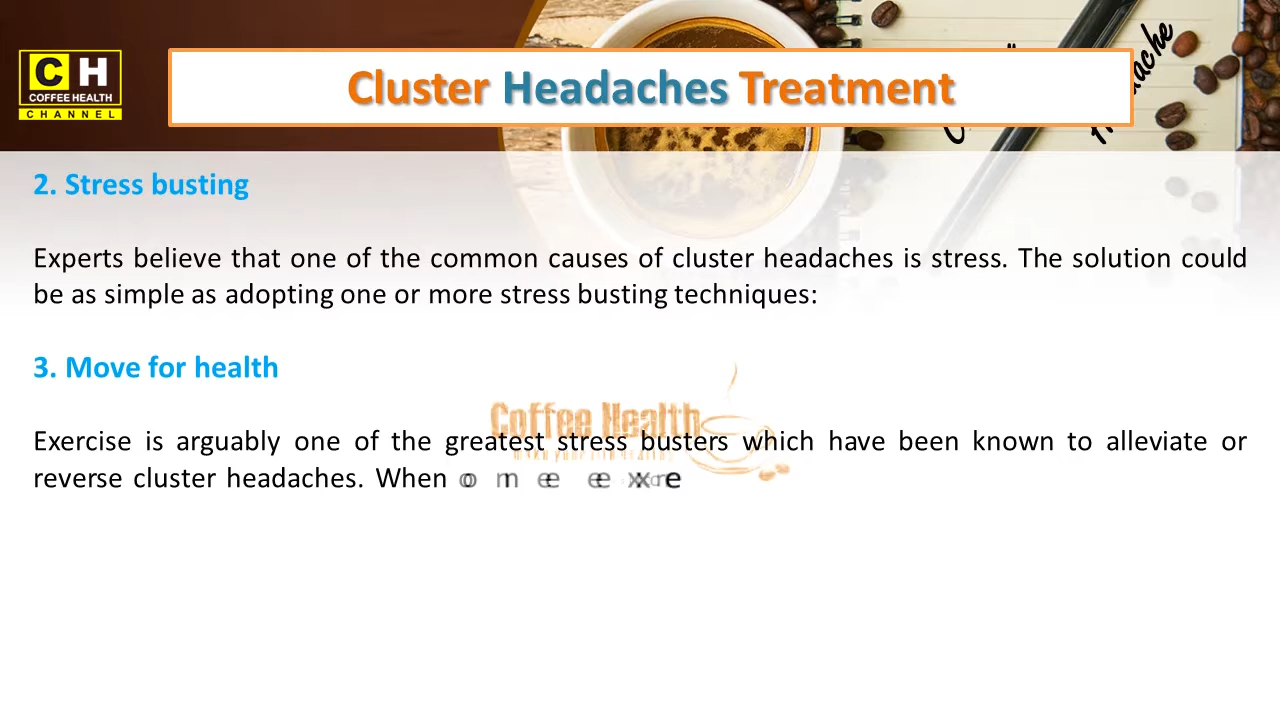 CH
COFFEE HEALTH
CHANNEL
Cluster Headaches Treatment
2. Stress busting
Experts believe that one of the common causes of cluster headaches is stress. The solution could
be as simple as adopting one or more stress busting techniques:
3. Move for health
Coffee Health
Exercise is arguably one of the greatest stress busters which have been known to alleviate or
reverse cluster headaches. When